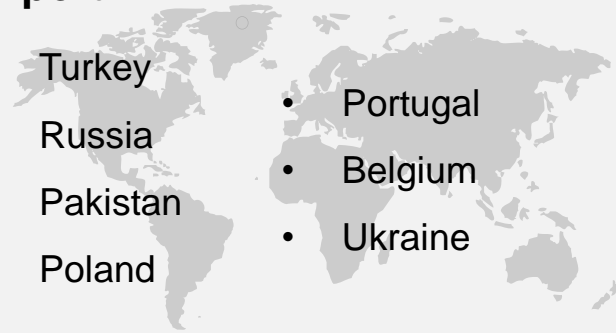 Turkey
Russia
Pakistan
Poland
• Portugal
• Belgium
• Ukraine